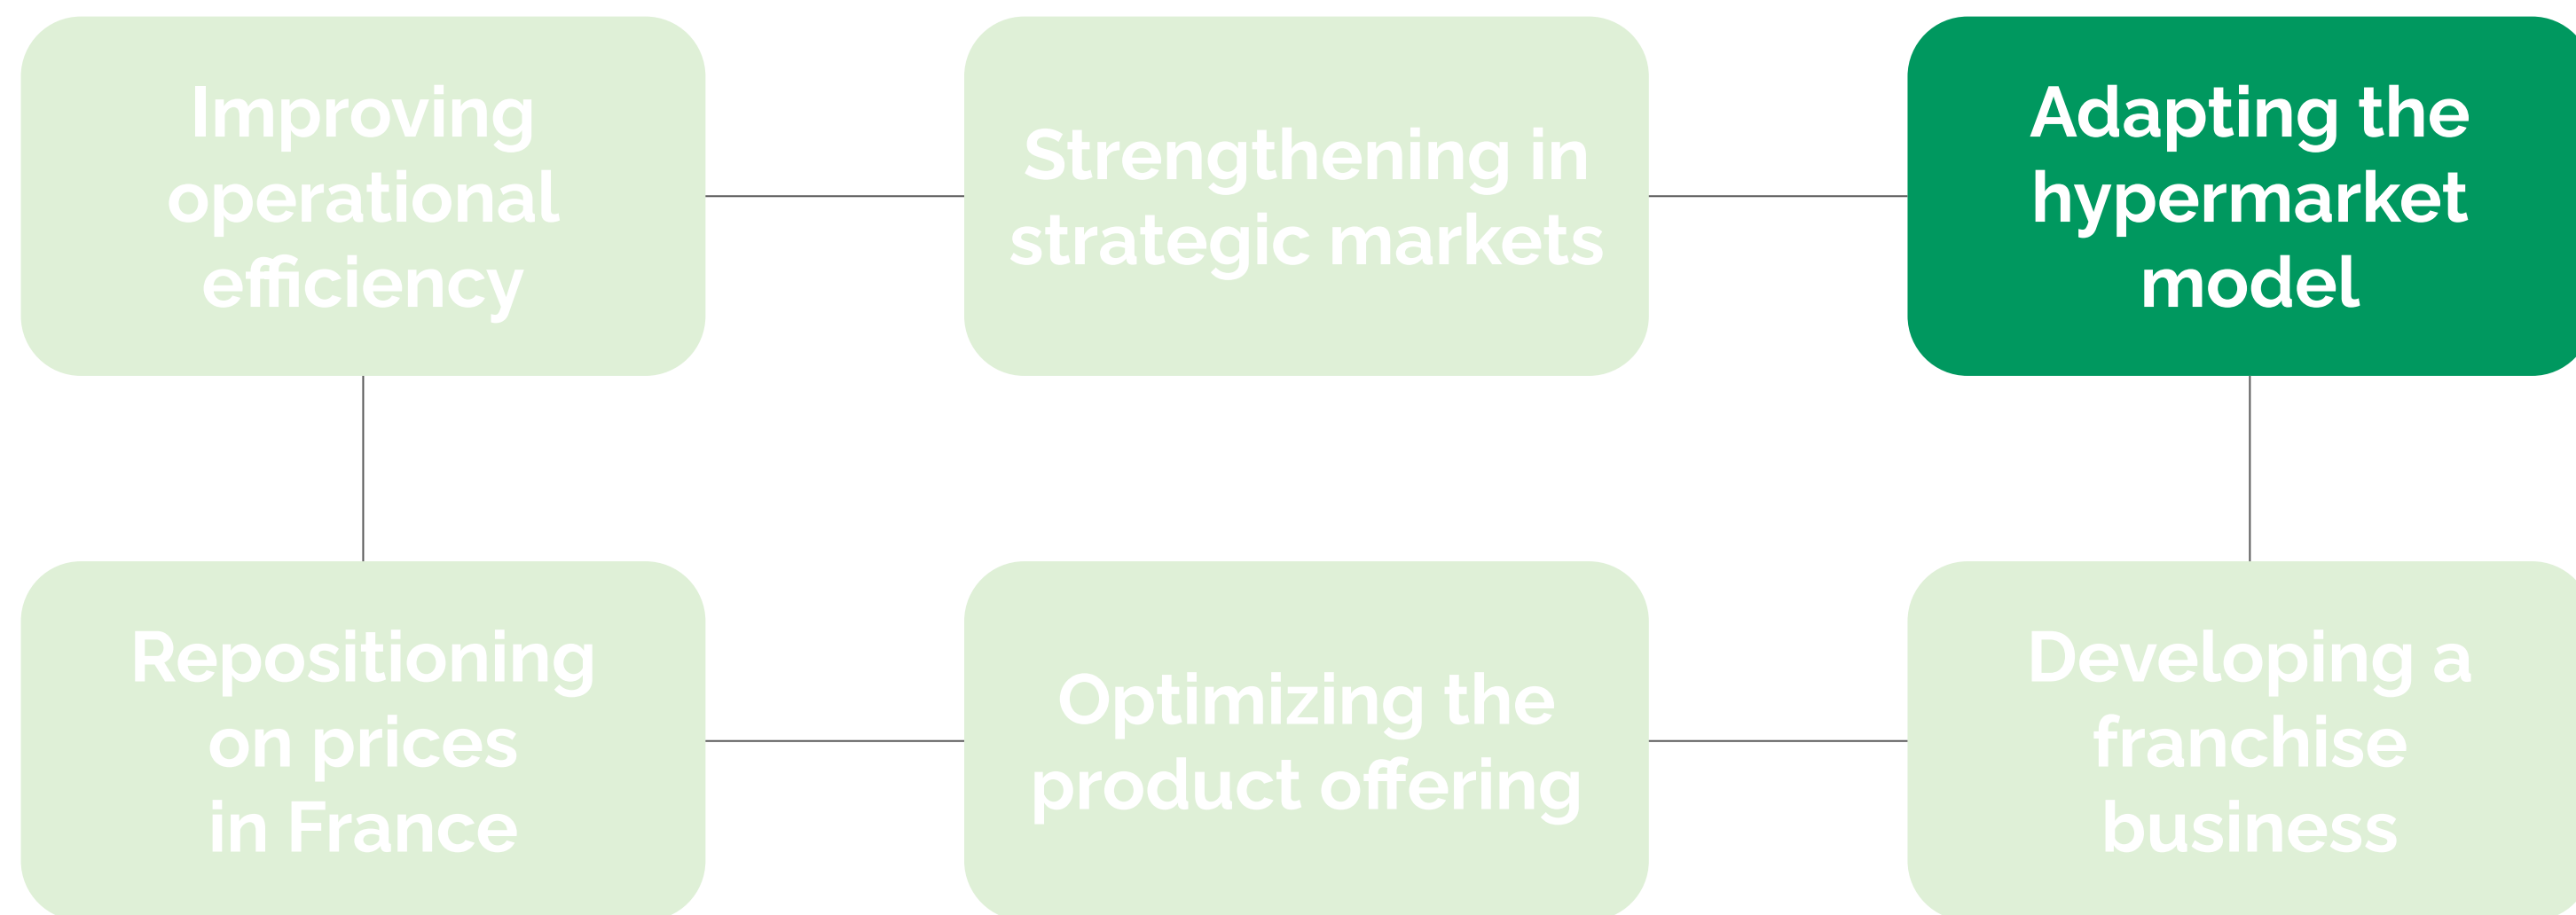 Improving
operational
efficiency
Strengthening in
strategic markets
Adapting the
hypermarket
model
Repositioning
on prices
in France
Optimizing the
product offering
Developing a
franchise
business